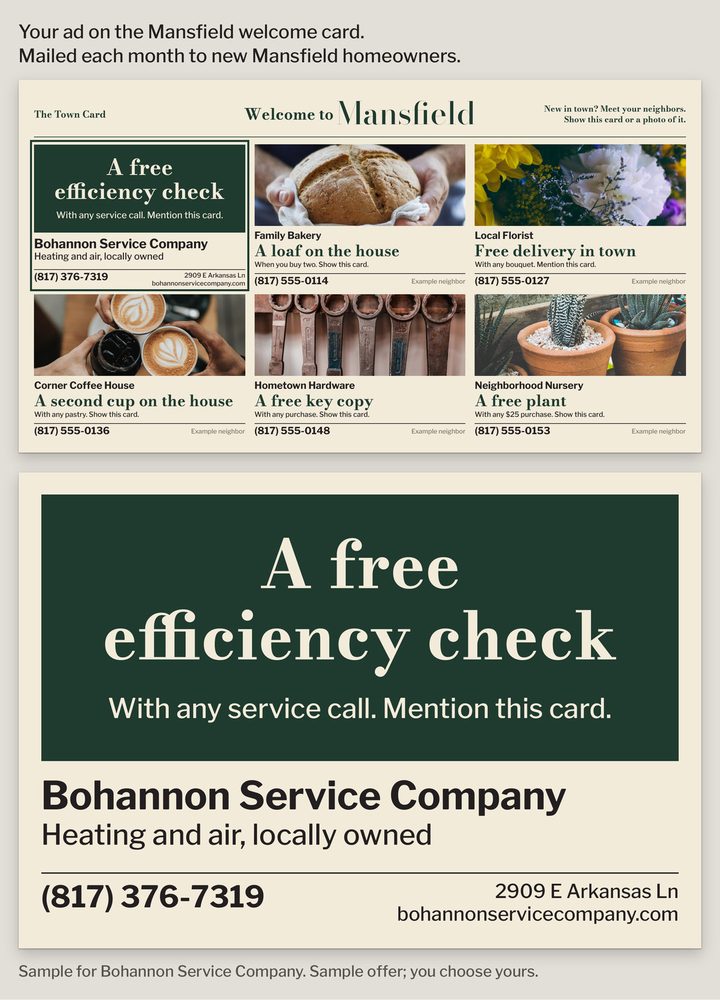 Your ad on the Mansfield welcome card.
Mailed each month to new Mansfield homeowners.
The Town Card
Welcome to Mansfield
New in town? Meet your neighbors.
Show this card or a photo of it.
A free
efficiency check
With any service call. Mention this card.
Bohannon Service Company
Heating and air, locally owned
(817) 376-7319
2909 E Arkansas Ln
bohannonservicecompany.com
Family Bakery
A loaf on the house
When you buy two. Show this card.
(817) 555-0114
Example neighbor
Local Florist
Free delivery in town
With any bouquet. Mention this card.
(817) 555-0127
Example neighbor
Corner Coffee House
A second cup on the house
With any pastry. Show this card.
(817) 555-0136
Example neighbor
Hometown Hardware
A free key copy
With any purchase. Show this card.
(817) 555-0148
Example neighbor
Neighborhood Nursery
A free plant
With any $25 purchase. Show this card.
(817) 555-0153
Example neighbor
A free
efficiency check
With any service call. Mention this card.
Bohannon Service Company
Heating and air, locally owned
(817) 376-7319
2909 E Arkansas Ln
bohannonservicecompany.com
Sample for Bohannon Service Company. Sample offer; you choose yours.